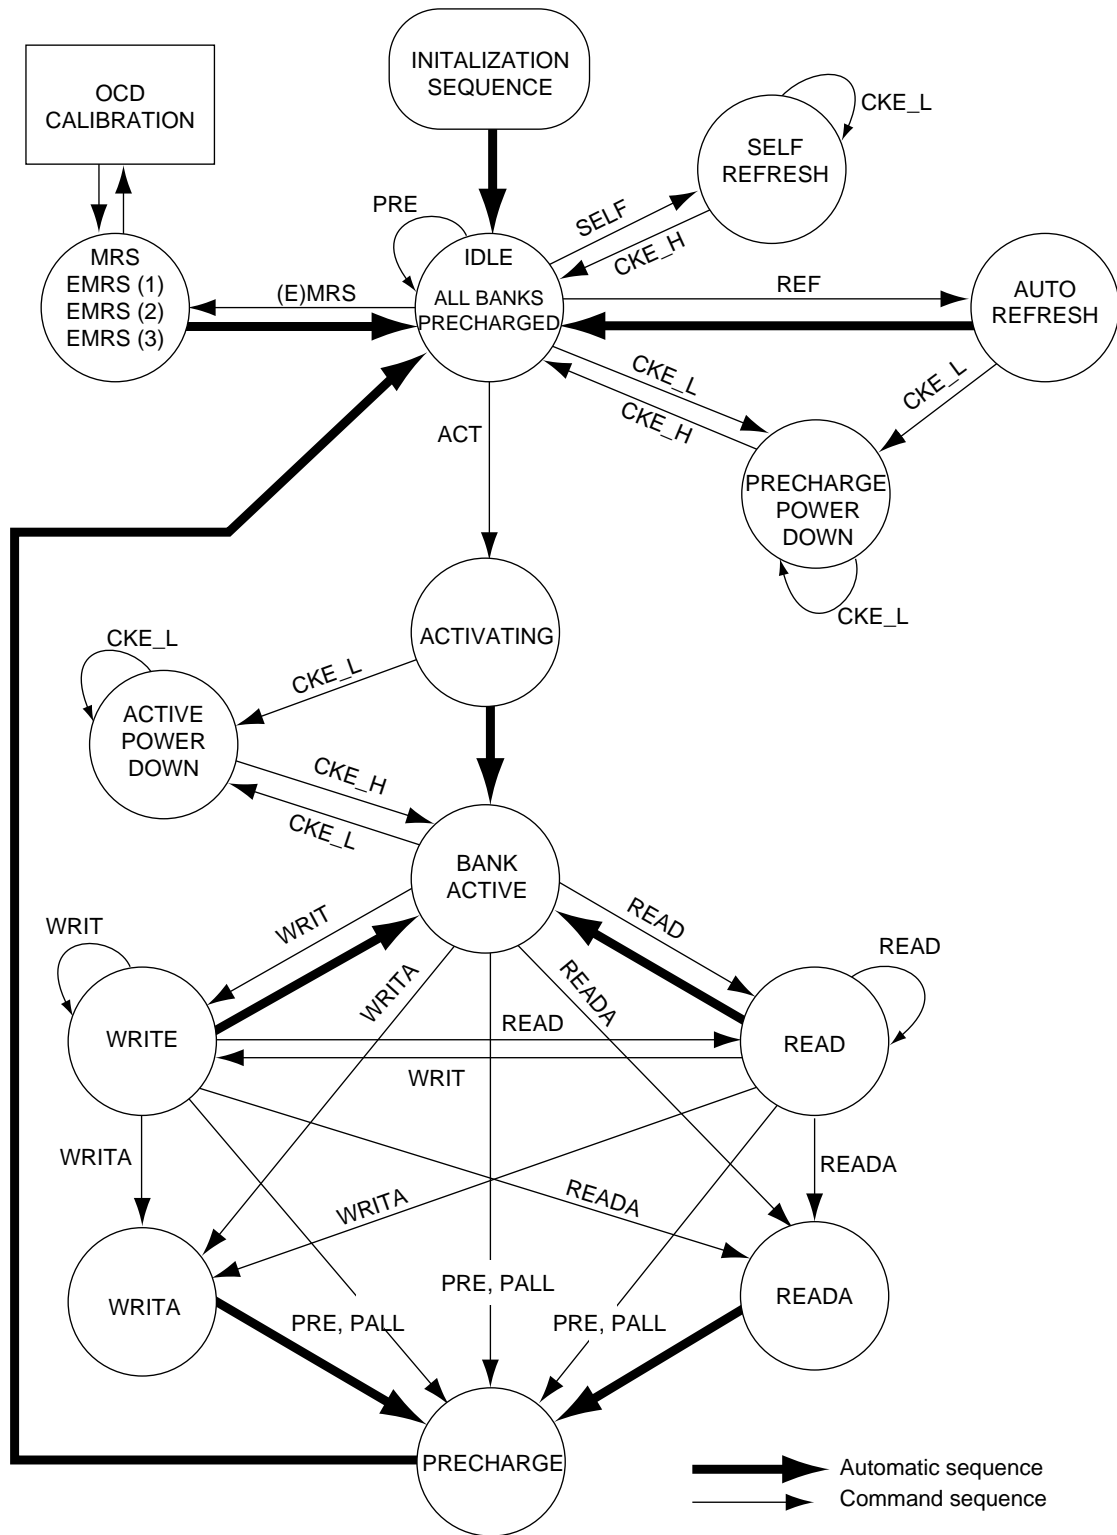 INITALIZATION
SEQUENCE
OCD
CALIBRATION
SELF
REFRESH
CKE_L
PRE
SELF
CKE_H
IDLE
ALL BANKS
PRECHARGED
MRS
EMRS (1)
EMRS (2)
EMRS (3)
(E)MRS
REF
AUTO
REFRESH
CKE_L
CKE_H
CKE_L
ACT
PRECHARGE
POWER
DOWN
CKE_L
ACTIVATING
CKE_L
CKE_L
ACTIVE
POWER
DOWN
CKE_H
CKE_L
BANK
ACTIVE
WRIT
WRIT
READ
READ
WRITA
READA
WRITE
READ
WRIT
READ
WRITA
READA
WRITA
READA
WRITA
READA
PRE, PALL
PRE, PALL
PRE, PALL
PRECHARGE
Automatic sequence
Command sequence